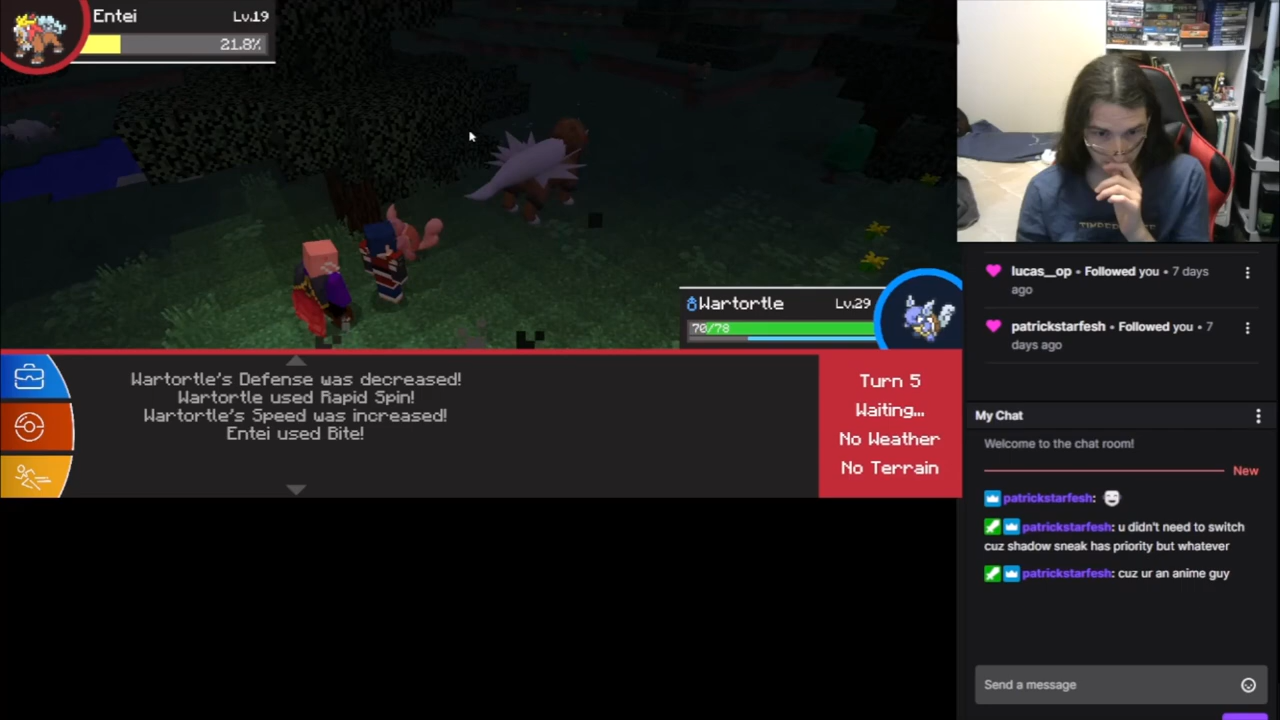 Entei Lv.19
21.8%
Wartortle Lv.29
70/78
Wartortle's Defense was decreased!
Wartortle used Rapid Spin!
Wartortle's Speed was increased!
Entei used Bite!
Turn 5
Waiting...
No Weather
No Terrain
lucas__op • Followed you • 7 days
ago
patrickstarfesh • Followed you • 7
days ago
My Chat
Welcome to the chat room!
New
patrickstarfesh:
patrickstarfesh: u didn't need to switch
cuz shadow sneak has priority but whatever
patrickstarfesh: cuz ur an anime guy
Send a message